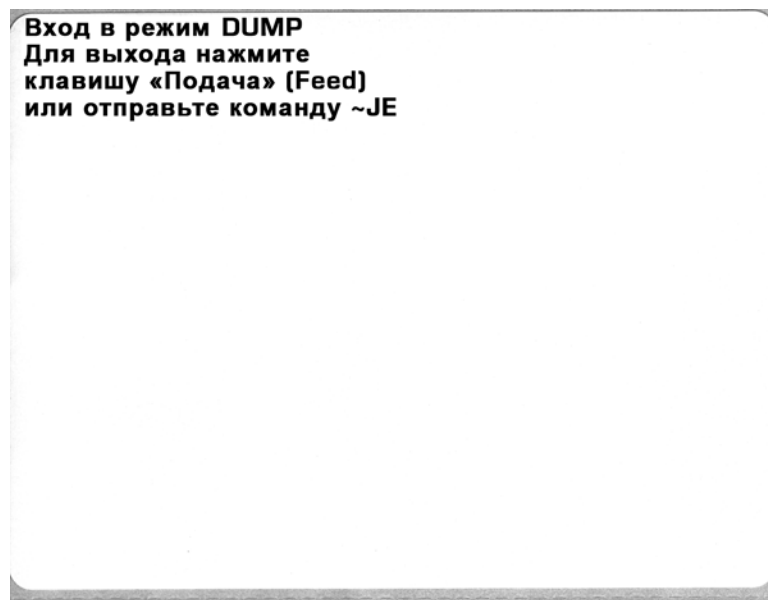 Вход в режим DUMP
Для выхода нажмите
клавишу «Подача» (Feed)
или отправьте команду ~JE